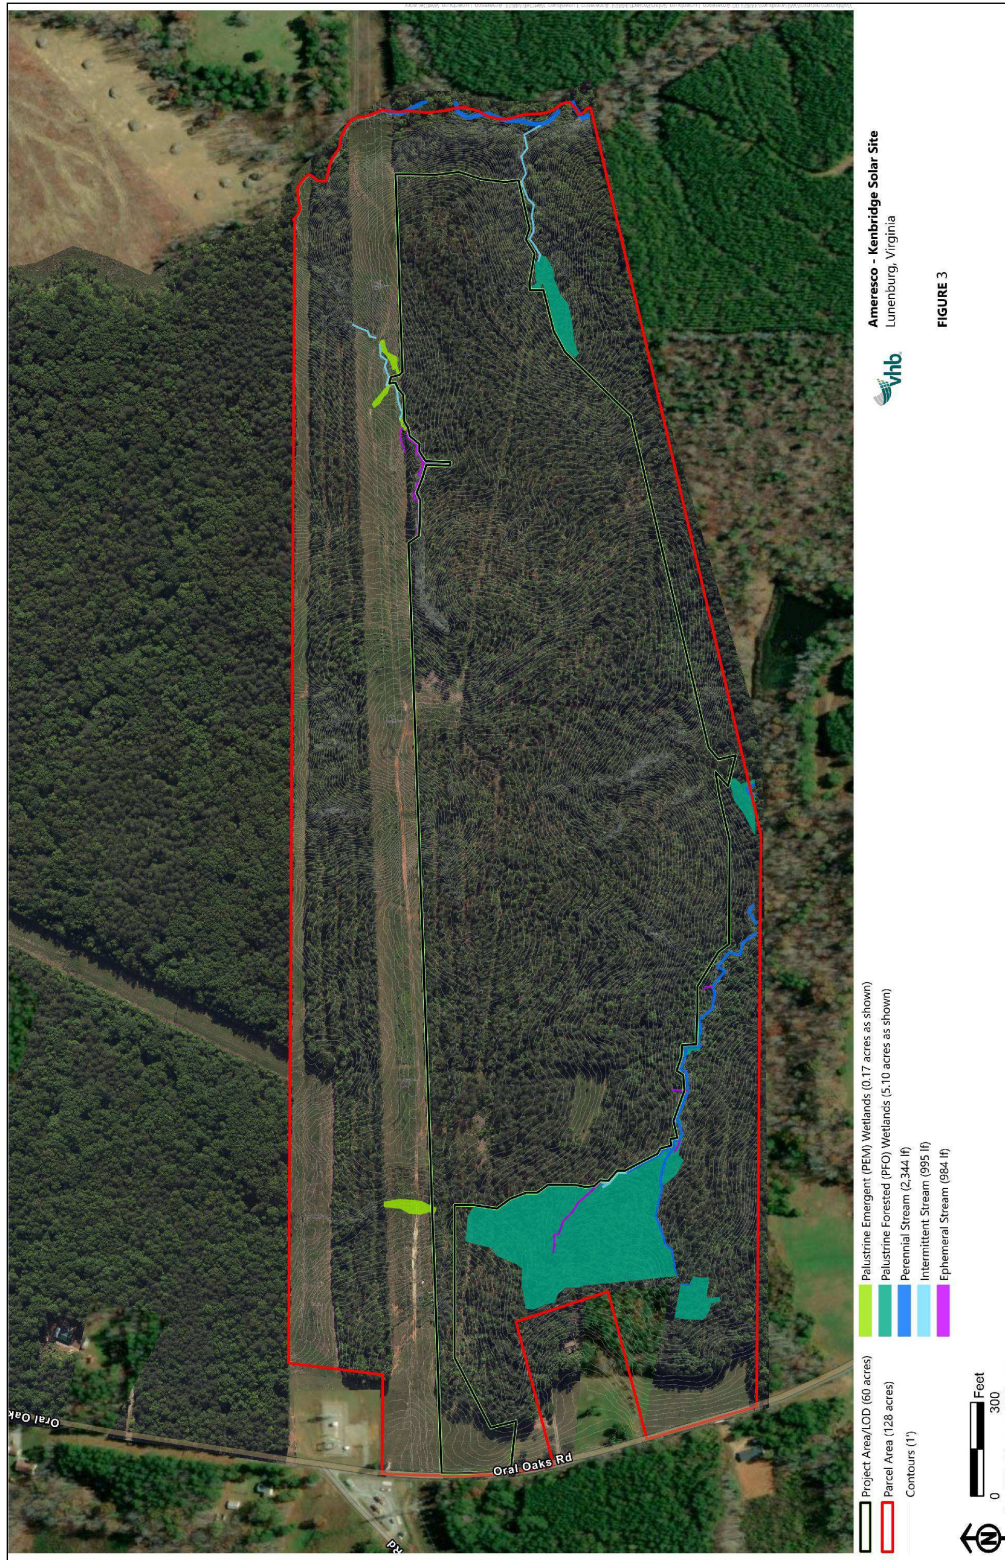 Oral Oak
Oral Oaks Rd
Rd
Project Area/LOD (60 acres)
Parcel Area (128 acres)
Contours (1')
Palustrine Emergent (PEM) Wetlands (0.17 acres as shown)
Palustrine Forested (PFO) Wetlands (5.10 acres as shown)
Perennial Stream (2,344 lf)
Intermittent Stream (995 lf)
Ephemeral Stream (984 lf)
0 300
Feet
N
vhb
Ameresco - Kenbridge Solar Site
Lunenburg, Virginia
FIGURE 3